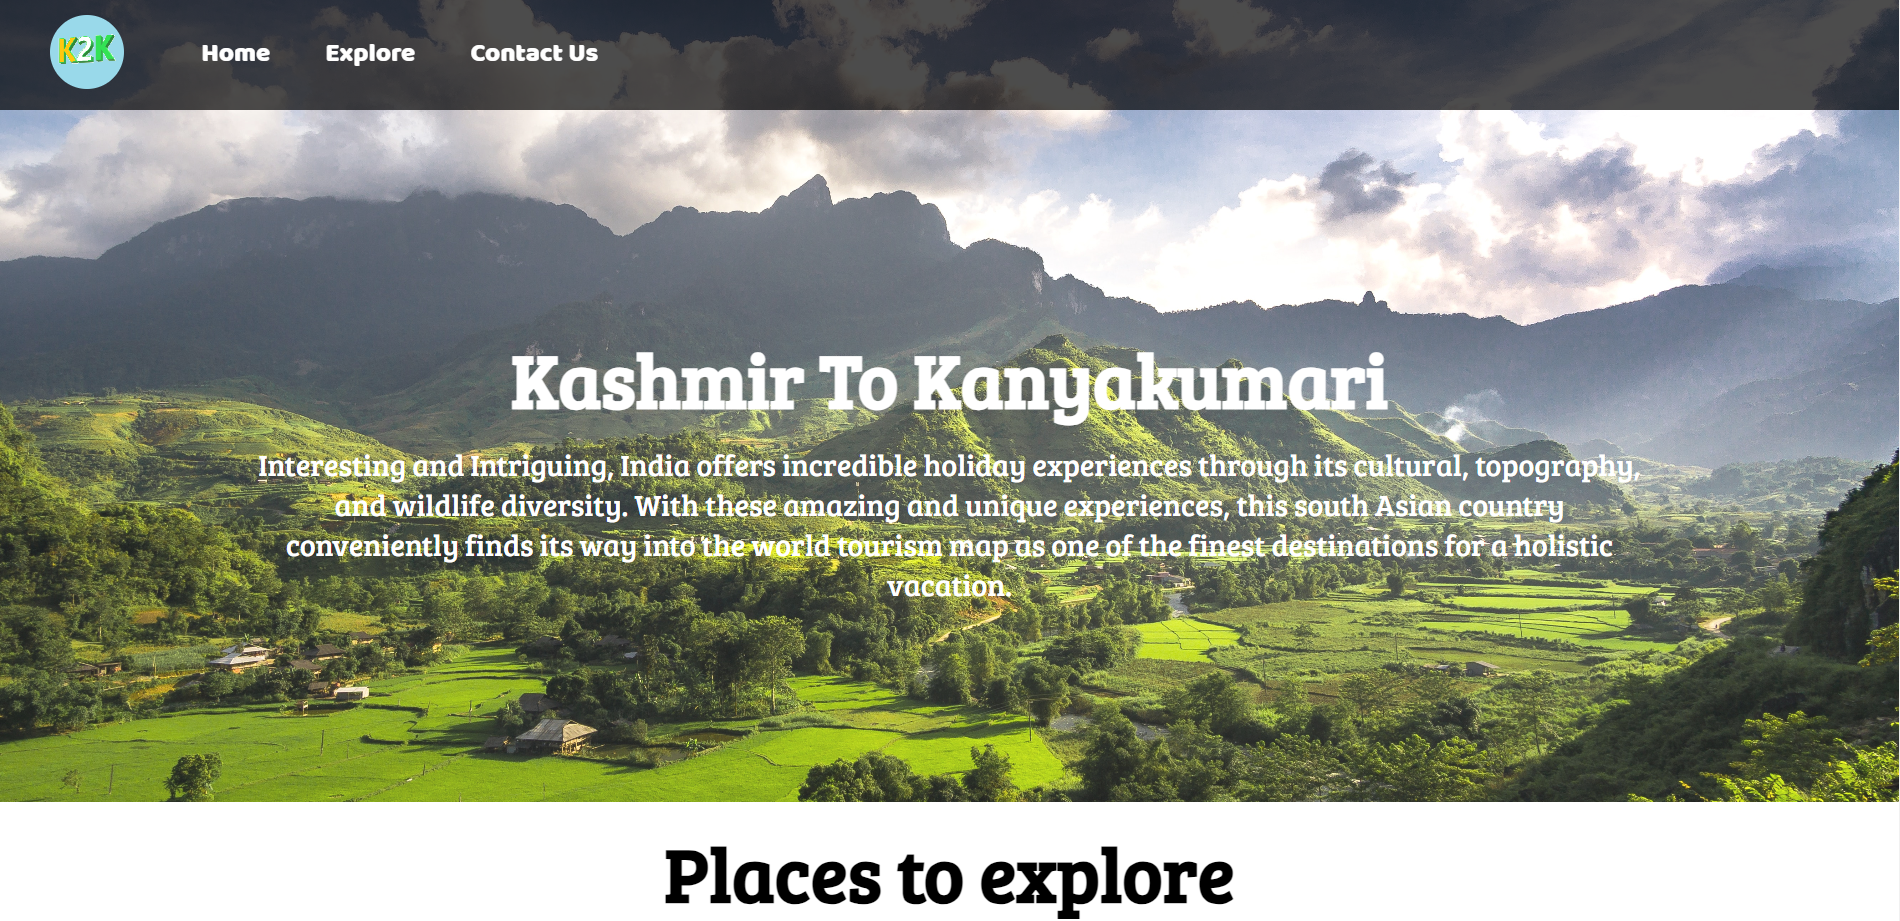 K2K
Home
Explore
Contact Us
Kashmir To Kanyakumari
Interesting and Intriguing, India offers incredible holiday experiences through its cultural, topography,
and wildlife diversity. With these amazing and unique experiences, this south Asian country
conveniently finds its way into the world tourism map as one of the finest destinations for a holistic
vacation.
Places to explore